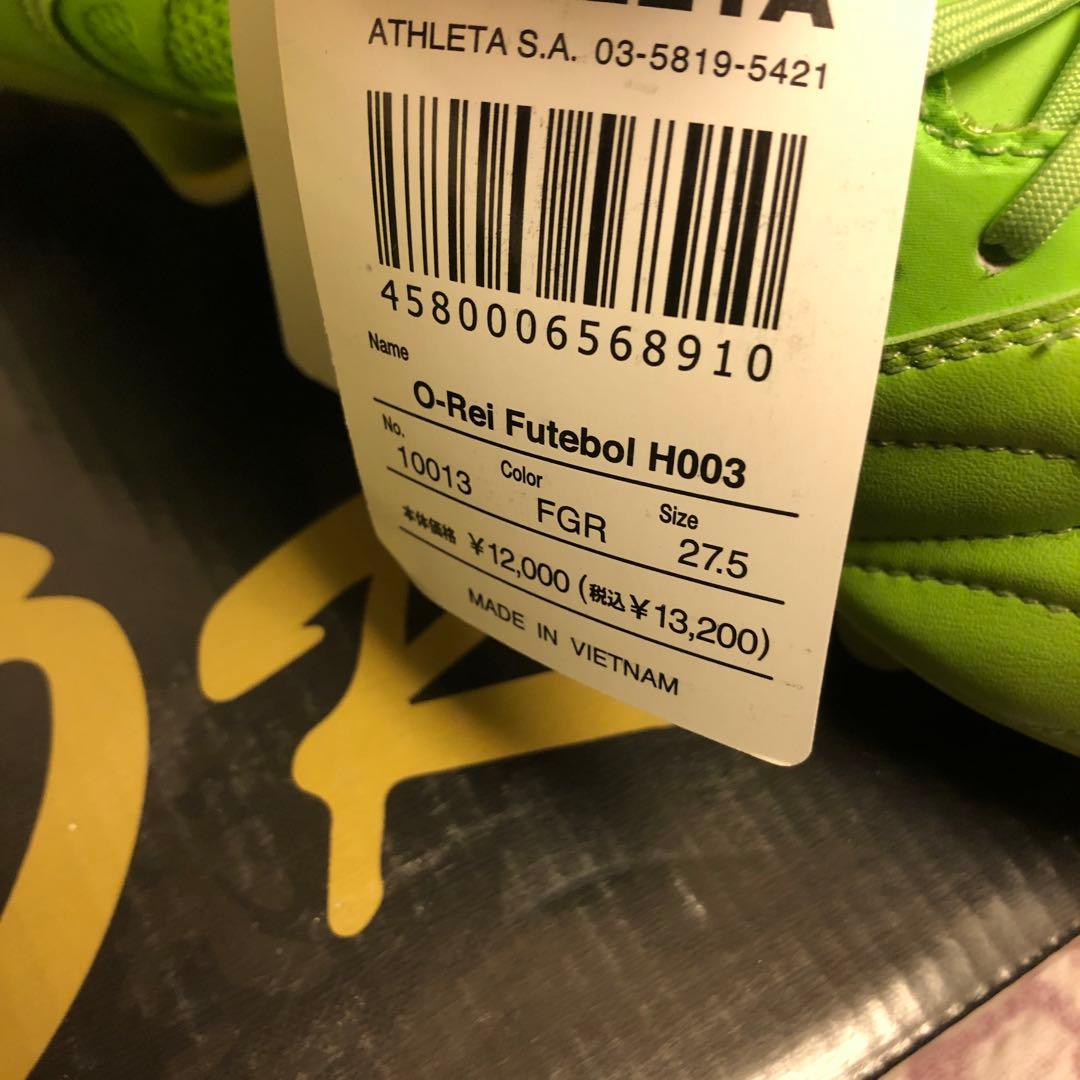 ATHLETA S.A. 03-5819-5421
4580006568910
Name
O-Rei Futebol H003
No. Color Size
10013 FGR 27.5
本体価格 ¥12,000 (税込¥13,200)
MADE IN VIETNAM